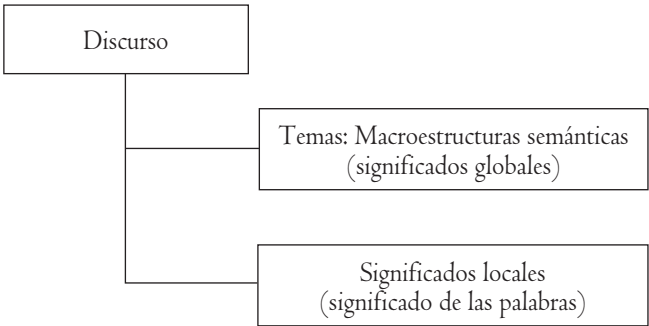 Discurso
Temas: Macroestructuras semánticas
(significados globales)
Significados locales
(significado de las palabras)